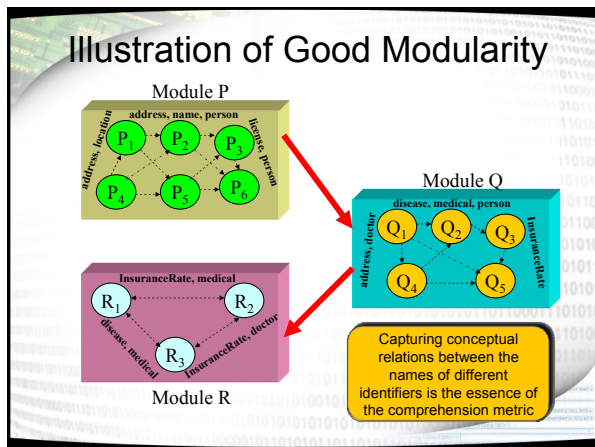 Illustration of Good Modularity
Module P
address, name, person
address, location
license, person
P1
P2
P3
P4
P5
P6
Module Q
disease, medical, person
address, doctor
InsuranceRate
Q1
Q2
Q3
Q4
Q5
InsuranceRate, medical
R1
R2
disease, medical
InsuranceRate, doctor
R3
Module R
Capturing conceptual
relations between the
names of different
identifiers is the essence of
the comprehension metric